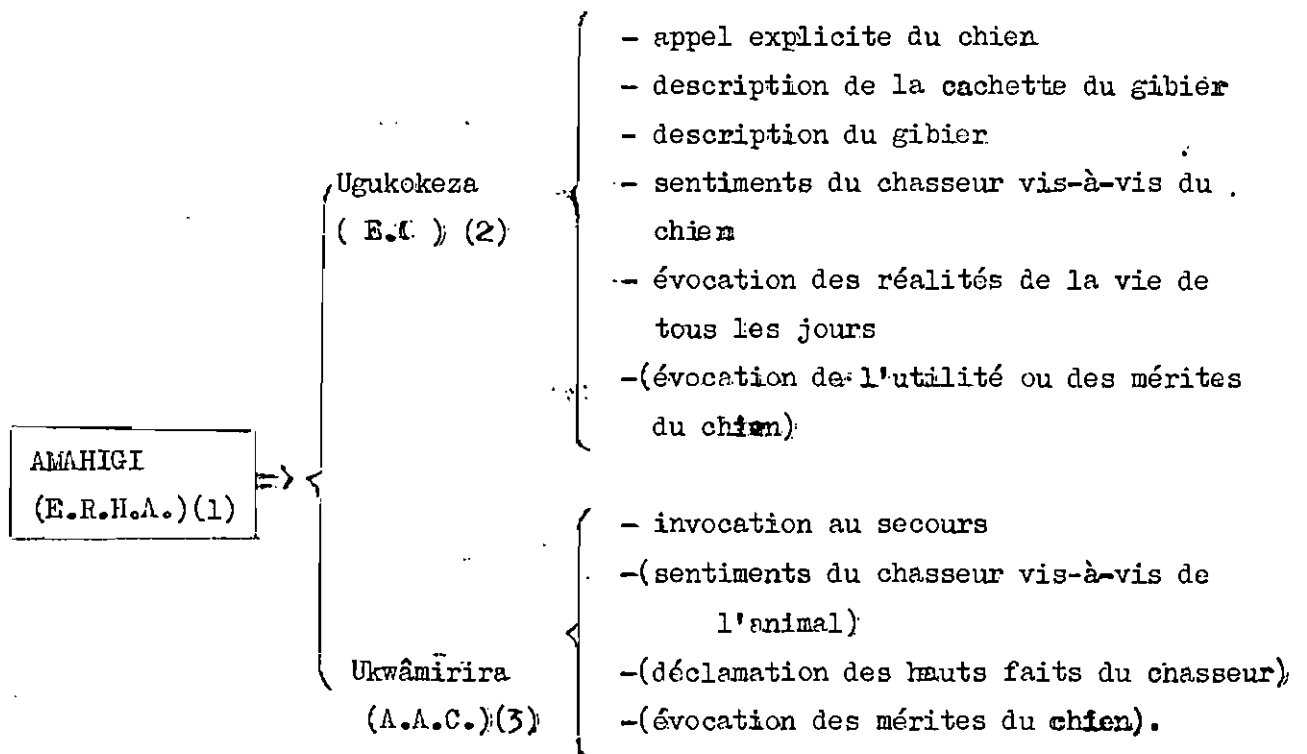 - appel explicite du chien
- description de la cachette du gibier
- description du gibier
Ugukokeza
( E.C ) (2)
- sentiments du chasseur vis-à-vis du
chien
- évocation des réalités de la vie de
tous les jours
-(évocation de l'utilité ou des mérites
du chien)
AMAHIGI
(E.R.H.A.)(1)
=>
- invocation au secours
-(sentiments du chasseur vis-à-vis de
l'animal)
Ukwâmīrira
(A.A.C.)(3)
-(déclamation des hauts faits du chasseur)
-(évocation des mérites du chien).